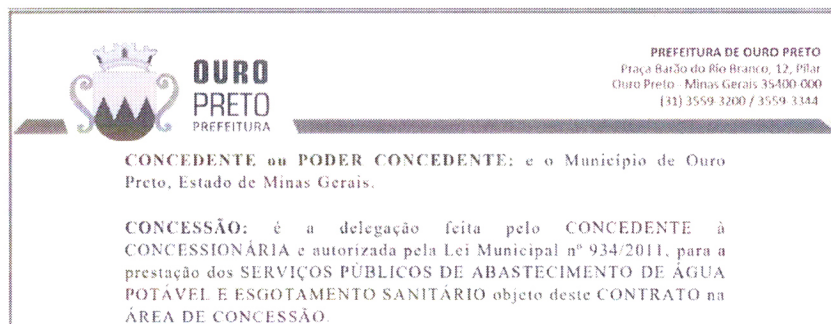 OURO
PRETO
PREFEITURA
PREFEITURA DE OURO PRETO
Praça Barão do Rio Branco, 12, Pilar
Ouro Preto - Minas Gerais 35400-000
(31) 3559-3200 / 3559-3344
CONCEDENTE ou PODER CONCEDENTE: e o Município de Ouro
Preto, Estado de Minas Gerais.
CONCESSÃO: é a delegação feita pelo CONCEDENTE à
CONCESSIONÁRIA e autorizada pela Lei Municipal nº 934/2011, para a
prestação dos SERVIÇOS PÚBLICOS DE ABASTECIMENTO DE ÁGUA
POTÁVEL E ESGOTAMENTO SANITÁRIO objeto deste CONTRATO na
ÁREA DE CONCESSÃO.